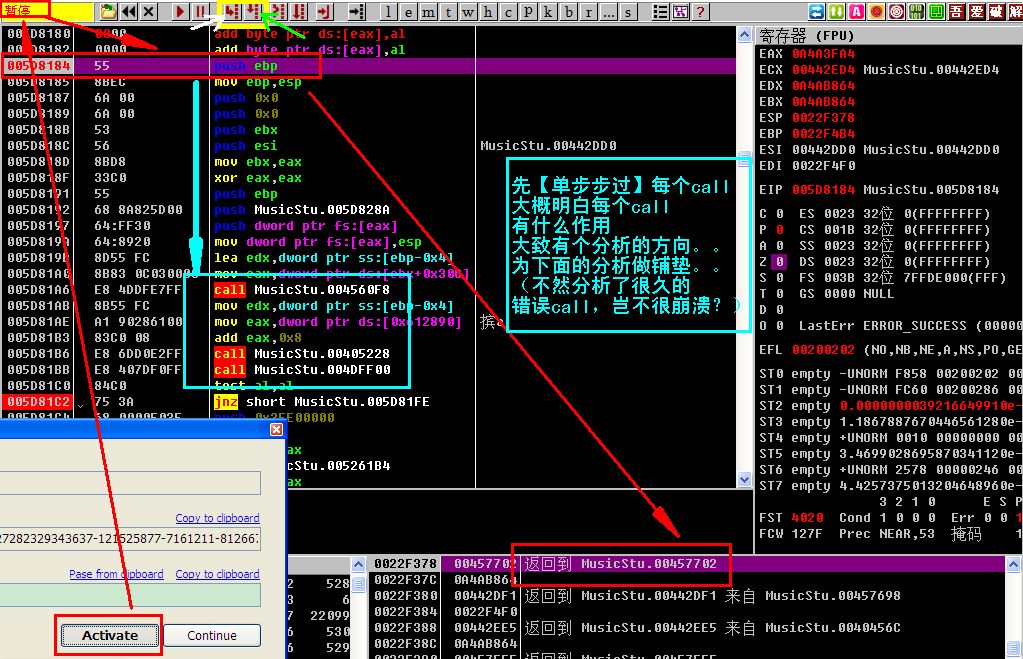 暂停
l e m t w h c p k b r ... s
吾 爱 破 解
005D8180 0000 add byte ptr ds:[eax],al
005D8182 0000 add byte ptr ds:[eax],al
005D8184 55 push ebp
005D8185 8BEC mov ebp,esp
005D8187 6A 00 push 0x0
005D8189 6A 00 push 0x0
005D818B 53 push ebx
005D818C 56 push esi MusicStu.00442DD0
005D818D 8BD8 mov ebx,eax
005D818F 33C0 xor eax,eax
005D8191 55 push ebp
005D8192 68 8A825D00 push MusicStu.005D828A
64:FF30 push dword ptr fs:[eax]
64:8920 mov dword ptr fs:[eax],esp
8D55 FC lea edx,dword ptr ss:[ebp-0x4]
8B83 0C03000 mov eax,dword ptr ds:[ebx+0x30C]
005D81A6 E8 4DDFE7FF call MusicStu.004560F8
005D81AB 8B55 FC mov edx,dword ptr ss:[ebp-0x4]
005D81AE A1 90286100 mov eax,dword ptr ds:[0x612890]
005D81B3 83C0 08 add eax,0x8
005D81B6 E8 6DD0E2FF call MusicStu.00405228
005D81BB E8 407DF0FF call MusicStu.004DFF00
005D81C0 84C0 test al,al
005D81C2 75 3A jnz short MusicStu.005D81FE
先【单步步过】每个call
大概明白每个call
有什么作用
大致有个分析的方向。。
为下面的分析做铺垫。。
（不然分析了很久的
错误call，岂不很崩溃？）
寄存器 (FPU)
EAX 0A4A3FA4
ECX 00442ED4 MusicStu.00442ED4
EDX 0A4AB864
EBX 0A4AB864
ESP 0022F378
EBP 0022F4B4
ESI 00442DD0 MusicStu.00442DD0
EDI 0022F4F0
EIP 005D8184 MusicStu.005D8184
C 0 ES 0023 32位 0(FFFFFFFF)
P 0 CS 001B 32位 0(FFFFFFFF)
A 0 SS 0023 32位 0(FFFFFFFF)
Z 0 DS 0023 32位 0(FFFFFFFF)
S 0 FS 003B 32位 7FFDE000(FFF)
T 0 GS 0000 NULL
D 0
O 0 LastErr ERROR_SUCCESS (00000
EFL 00200202 (NO,NB,NE,A,NS,PO,GE
ST0 empty -UNORM F858 00200202 00
ST1 empty -UNORM FC60 00200286 00
ST2 empty 0.0000000039216649910e-
ST3 empty 1.1867887670446561280e-
ST4 empty +UNORM 0010 00000000 00
ST5 empty 3.4699028695870341120e-
ST6 empty +UNORM 2578 00000246 00
ST7 empty 4.4257375013204648960e-
3 2 1 0 E S P
FST 4020 Cond 1 0 0 0 Err 0 0 1
FCW 127F Prec NEAR,53 掩码 1
Copy to clipboard
27282329343637-121525877-7161211-81266
Pase from clipboard Copy to clipboard
Activate Continue
528
6
22099
530
529
0022F378 00457702 返回到 MusicStu.00457702
0022F37C 0A4AB864
0022F380 00442DF1 返回到 MusicStu.00442DF1 来自 MusicStu.00457698
0022F384 0022F4F0
0022F388 00442EE5 返回到 MusicStu.00442EE5 来自 MusicStu.0040456C
0022F38C 0A4AB864